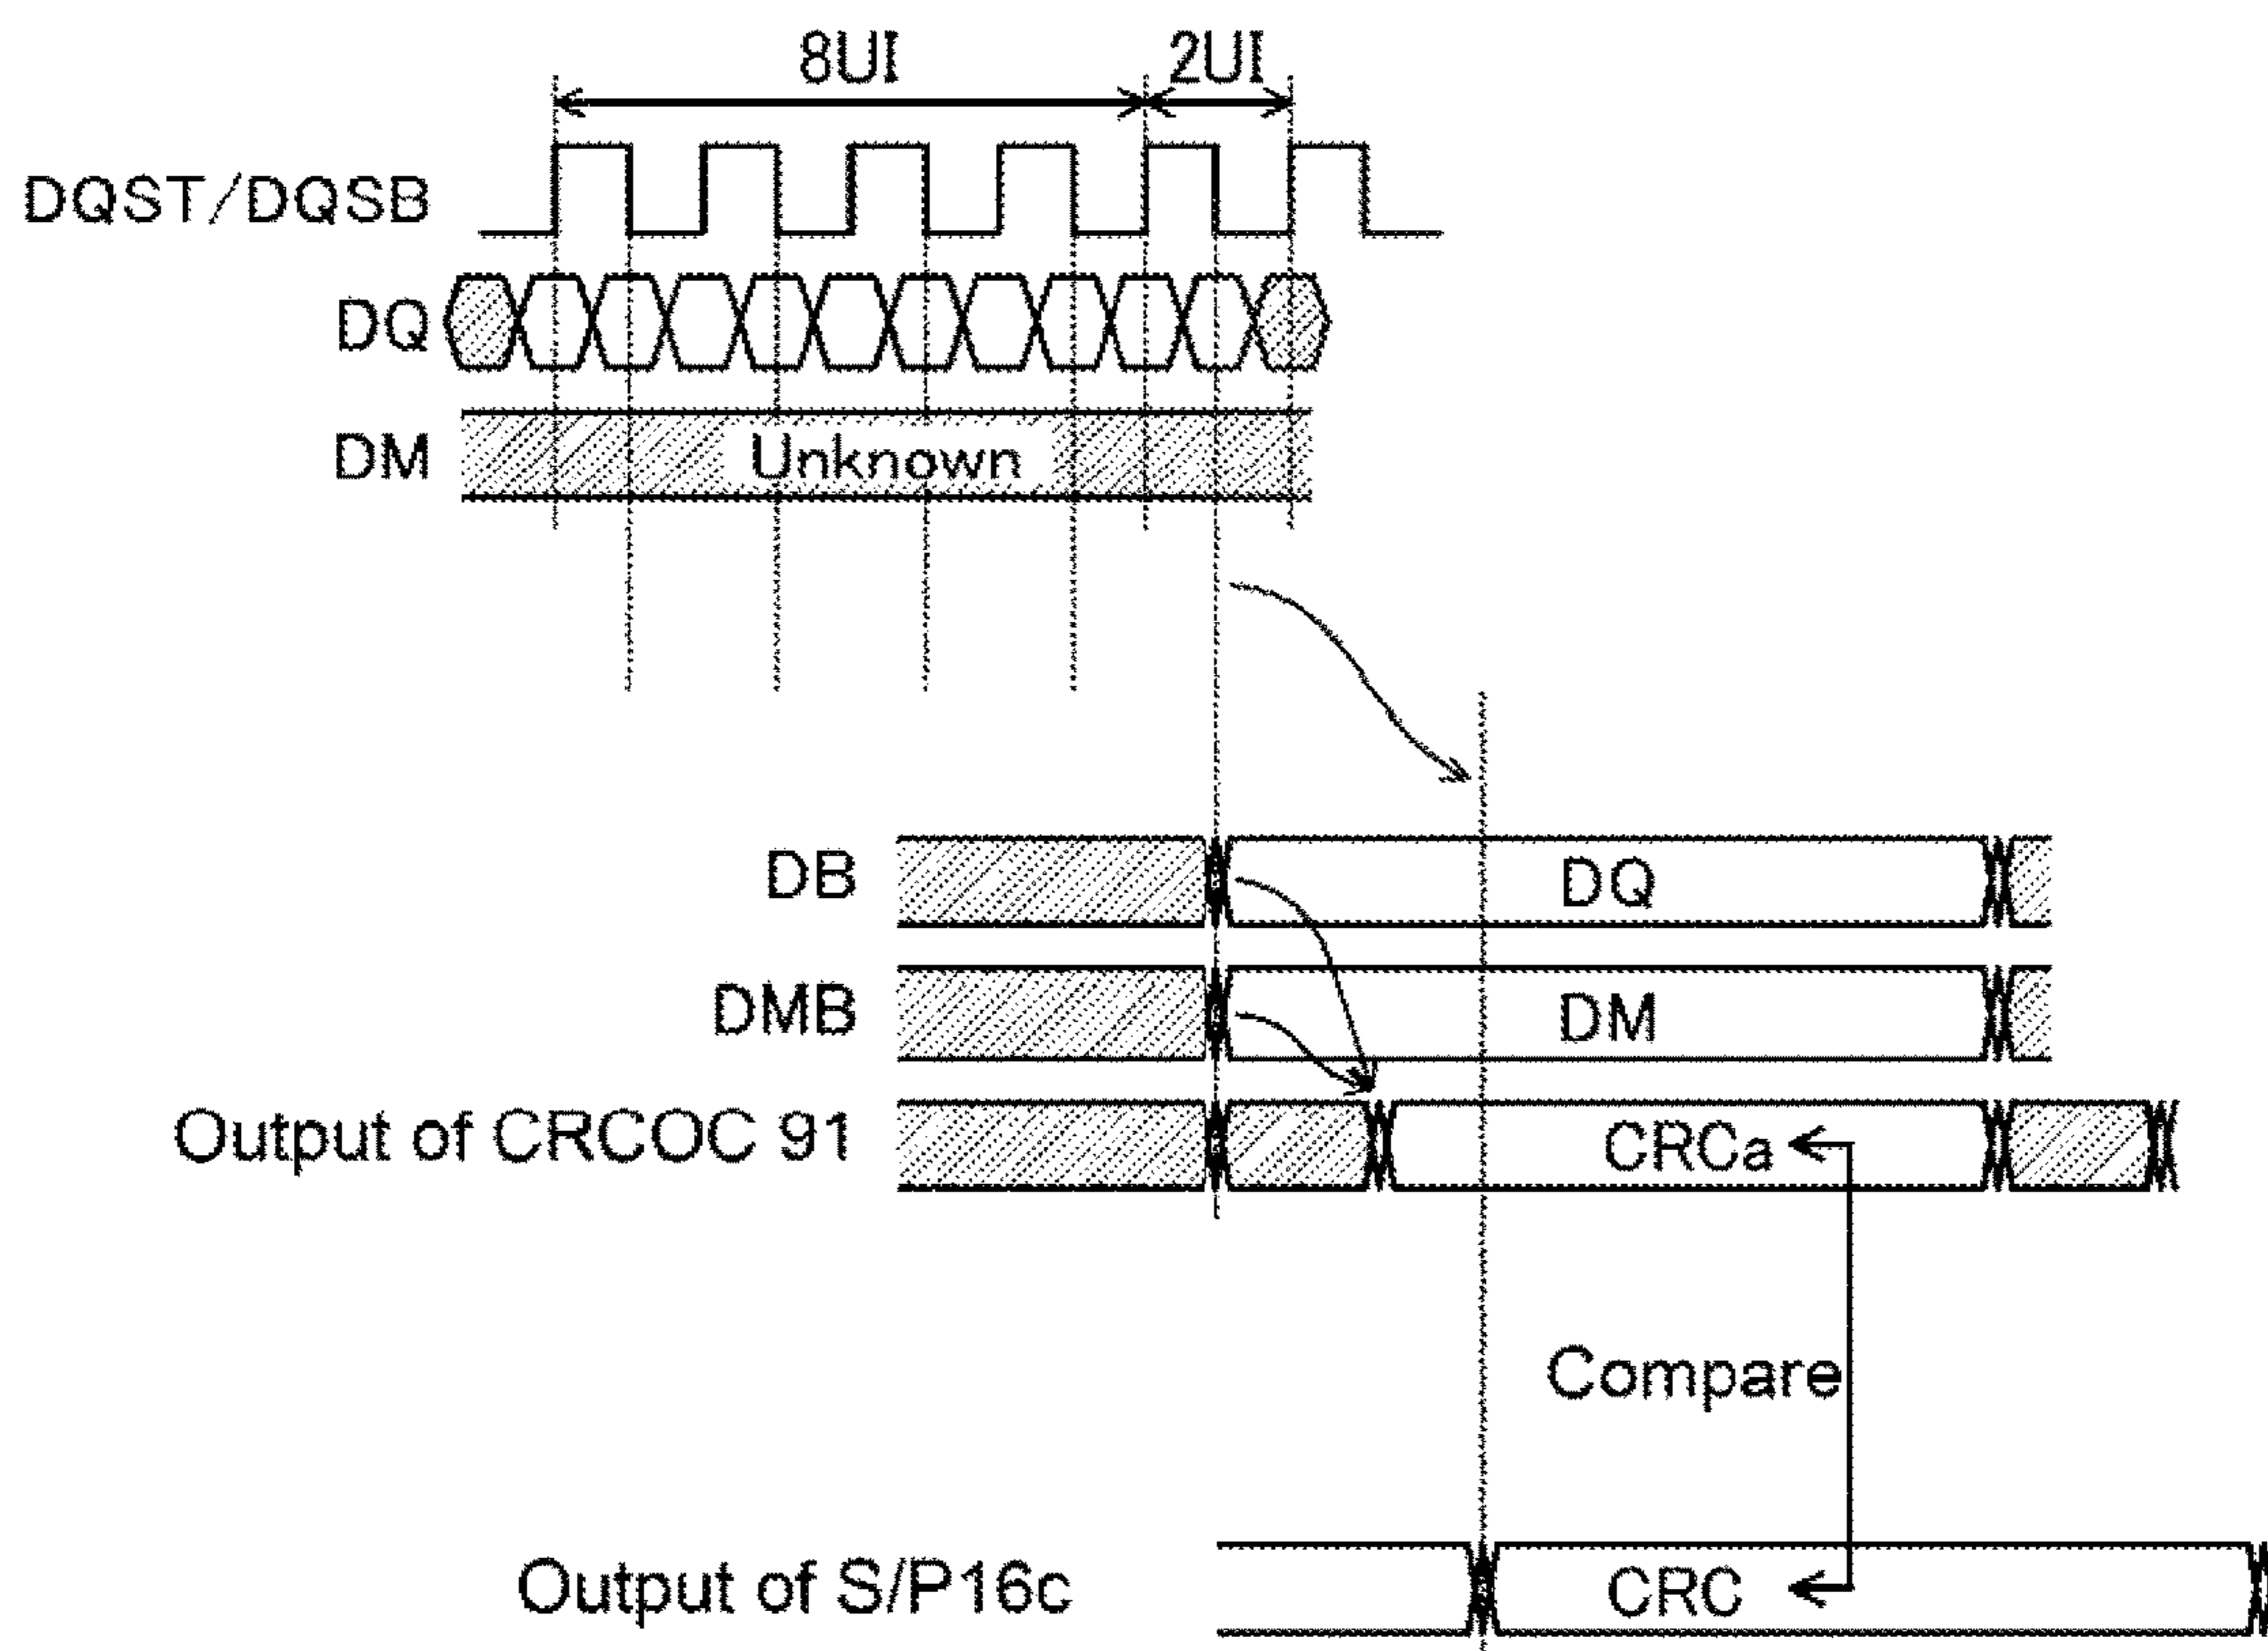 8UI 2UI
DQST/DQSB
DQ
DM Unknown
DB DQ
DMB DM
Output of CRCOC 91 CRCa
Compare
Output of S/P16c CRC